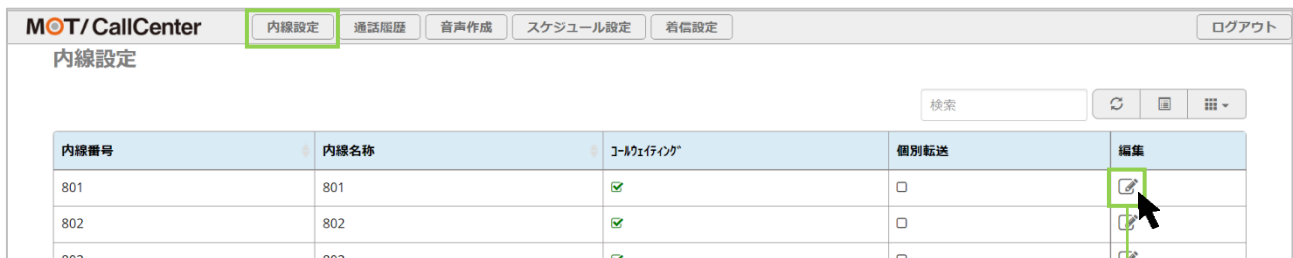 MOT/CallCenter 内線設定 通話履歴 音声作成 スケジュール設定 着信設定 ログアウト
内線設定
検索
内線番号 内線名称 ｺｰﾙｳｪｲﾃｨﾝｸﾞ 個別転送 編集
801 801
802 802